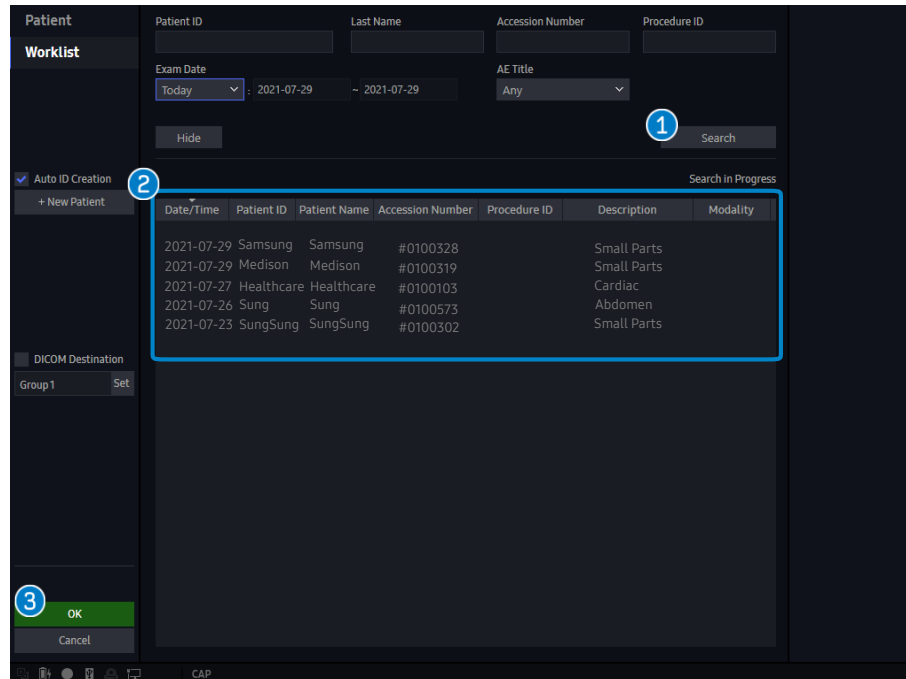 Patient
Worklist
Patient ID Last Name Accession Number Procedure ID
Exam Date AE Title
Today : 2021-07-29 ~ 2021-07-29 Any
Hide 1 Search
Auto ID Creation
+ New Patient
DICOM Destination
Group1 Set
2 Search in Progress
Date/Time Patient ID Patient Name Accession Number Procedure ID Description Modality
2021-07-29 Samsung Samsung #0100328 Small Parts
2021-07-29 Medison Medison #0100319 Small Parts
2021-07-27 Healthcare Healthcare #0100103 Cardiac
2021-07-26 Sung Sung #0100573 Abdomen
2021-07-23 SungSung SungSung #0100302 Small Parts
3 OK
Cancel
CAP